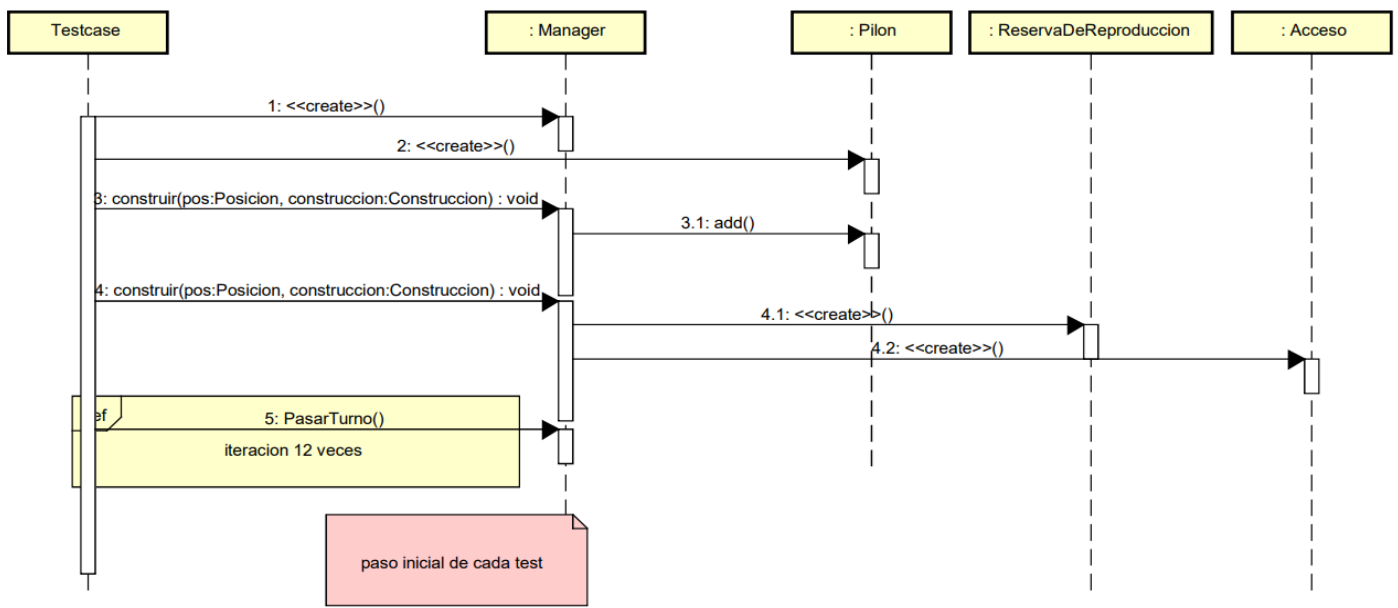 Testcase
: Manager
: Pilon
: ReservaDeReproduccion
: Acceso
1: <<create>>()
2: <<create>>()
3: construir(pos:Posicion, construccion:Construccion) : void
3.1: add()
4: construir(pos:Posicion, construccion:Construccion) : void
4.1: <<create>>()
4.2: <<create>>()
ef
5: PasarTurno()
iteracion 12 veces
paso inicial de cada test